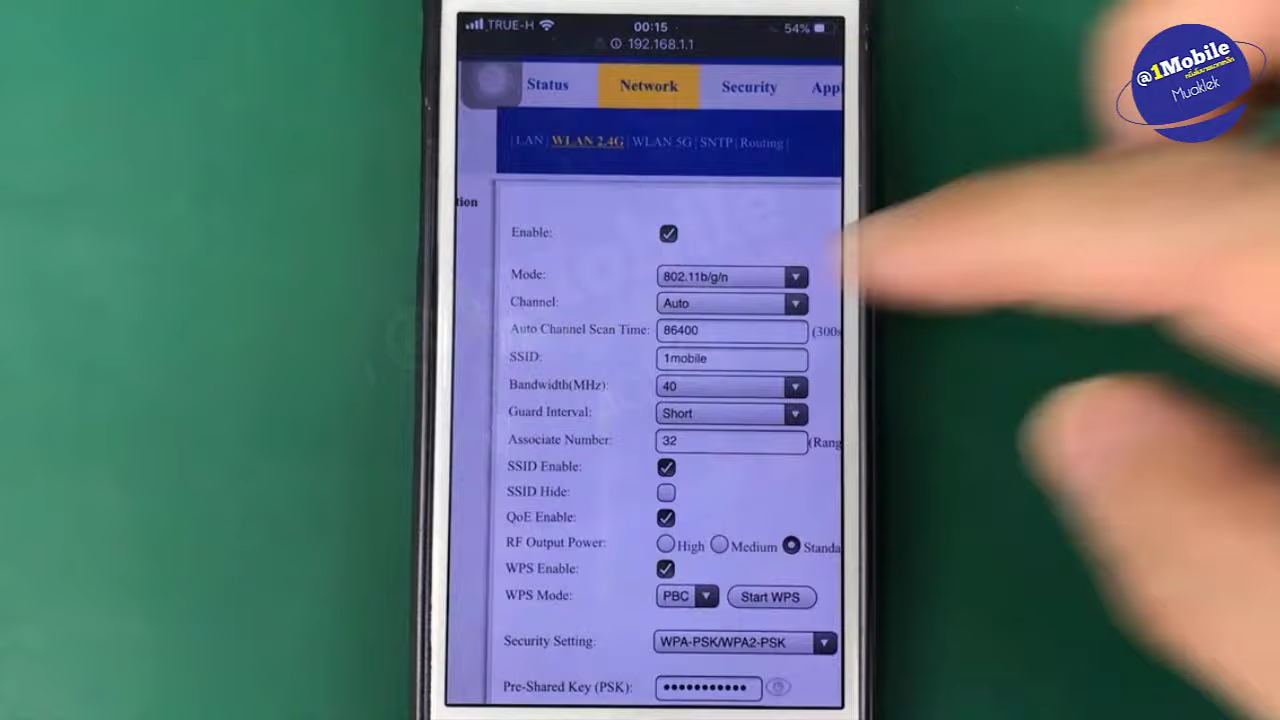 TRUE-H 00:15 54%
192.168.1.1
Status Network Security Appl
| LAN | WLAN 2.4G | WLAN 5G | SNTP | Routing |
tion
Enable:
Mode: 802.11b/g/n
Channel: Auto
Auto Channel Scan Time: 86400 (300s
SSID: 1mobile
Bandwidth(MHz): 40
Guard Interval: Short
Associate Number: 32 (Rang
SSID Enable:
SSID Hide:
QoE Enable:
RF Output Power: High Medium Standa
WPS Enable:
WPS Mode: PBC Start WPS
Security Setting: WPA-PSK/WPA2-PSK
Pre-Shared Key (PSK): •••••••••••
@1Mobile
Muaklek